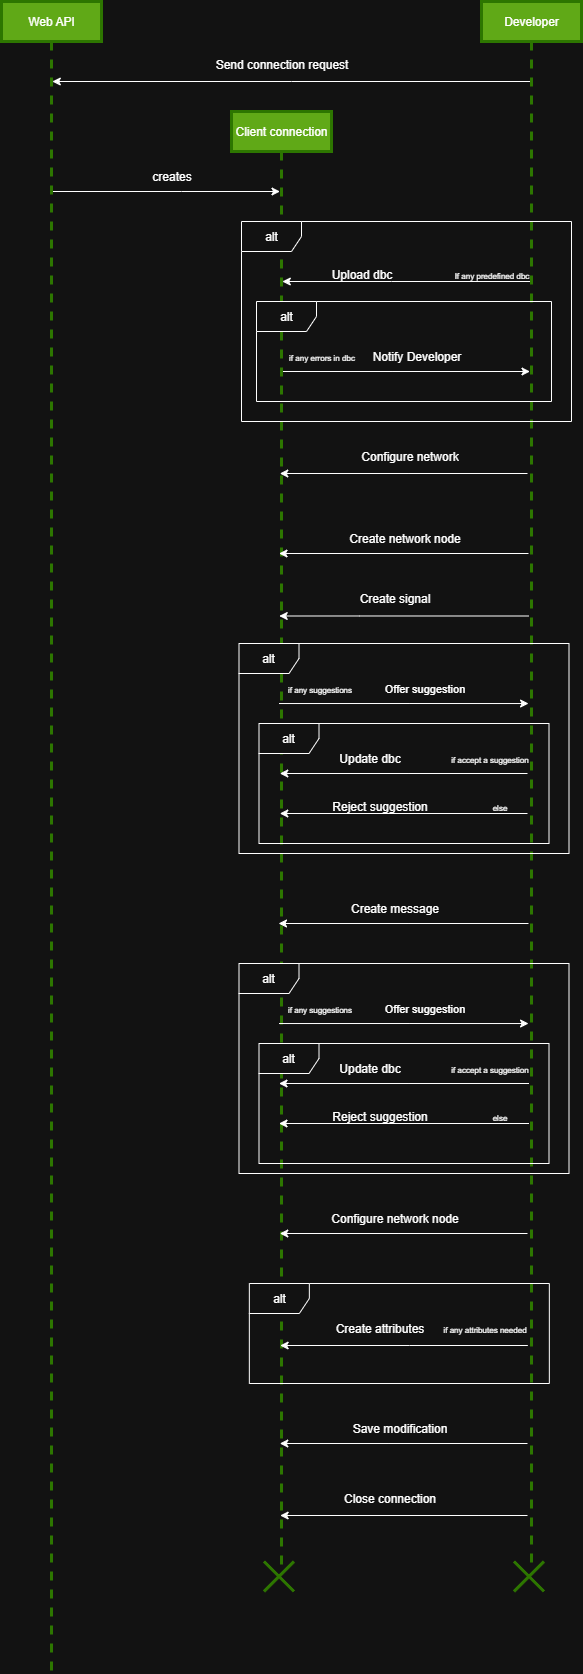 Web API
Developer
Send connection request
Client connection
creates
alt
Upload dbc
If any predefined dbc
alt
if any errors in dbc
Notify Developer
Configure network
Create network node
Create signal
alt
if any suggestions
Offer suggestion
alt
Update dbc
if accept a suggestion
Reject suggestion
else
Create message
alt
if any suggestions
Offer suggestion
alt
Update dbc
if accept a suggestion
Reject suggestion
else
Configure network node
alt
Create attributes
if any attributes needed
Save modification
Close connection